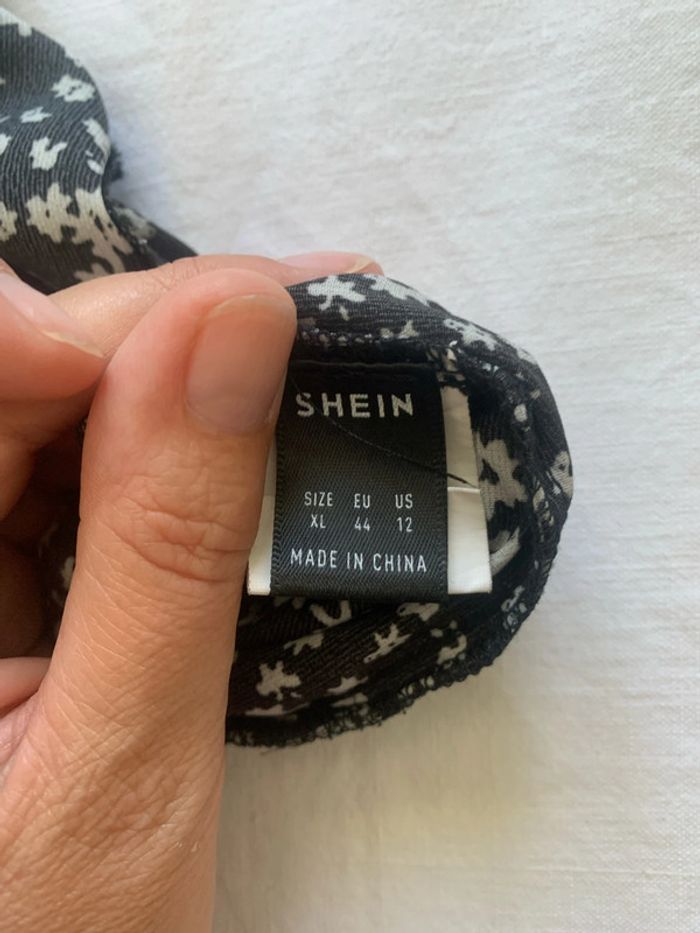 SHEIN
SIZE EU US
XL 44 12
MADE IN CHINA